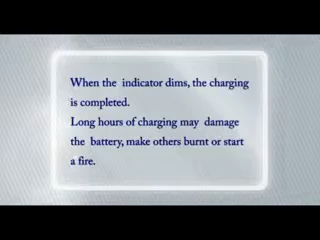 When the indicator dims, the charging
is completed.
Long hours of charging may damage
the battery, make others burnt or start
a fire.